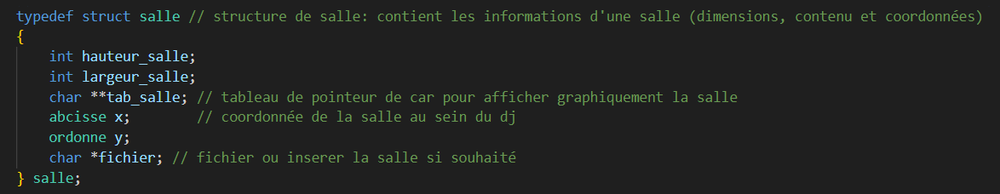 typedef struct salle // structure de salle: contient les informations d'une salle (dimensions, contenu et coordonnées)
{
    int hauteur_salle;
    int largeur_salle;
    char **tab_salle; // tableau de pointeur de car pour afficher graphiquement la salle
    abcisse x;        // coordonnée de la salle au sein du dj
    ordonne y;
    char *fichier; // fichier ou inserer la salle si souhaité
} salle;